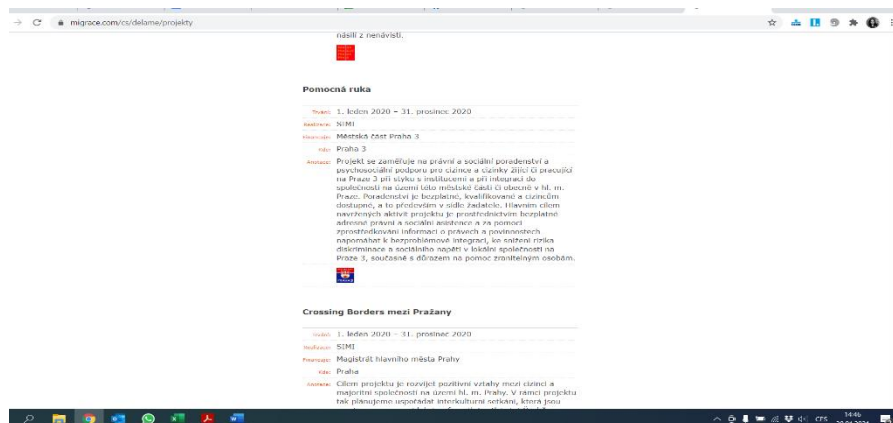 migrace.com/cs/delame/projekty
násilí z nenávisti.
Pomocná ruka
Trvání: 1. leden 2020 – 31. prosinec 2020
Realizace: SIMI
Financuje: Městská část Praha 3
Kde: Praha 3
Anotace: Projekt se zaměřuje na právní a sociální poradenství a
psychosociální podporu pro cizince a cizinky žijící či pracující
na Praze 3 při styku s institucemi a při integraci do
společnosti na území této městské části či obecně v hl. m.
Praze. Poradenství je bezplatné, kvalifikované a cizincům
dostupné, a to především v sídle žadatele. Hlavním cílem
navržených aktivit projektu je prostřednictvím bezplatné
adresné právní a sociální asistence a za pomoci
zprostředkování informací o právech a povinnostech
napomáhat k bezproblémové integraci, ke snížení rizika
diskriminace a sociálního napětí v lokální společnosti na
Praze 3, současně s důrazem na pomoc zranitelným osobám.
Crossing Borders mezi Pražany
Trvání: 1. leden 2020 – 31. prosinec 2020
Realizace: SIMI
Financuje: Magistrát hlavního města Prahy
Kde: Praha
Anotace: Cílem projektu je rozvíjet pozitivní vztahy mezi cizinci a
majoritní společností na území hl. m. Prahy. V rámci projektu
tak plánujeme uspořádat interkulturní setkání, která jsou
CES
14:46